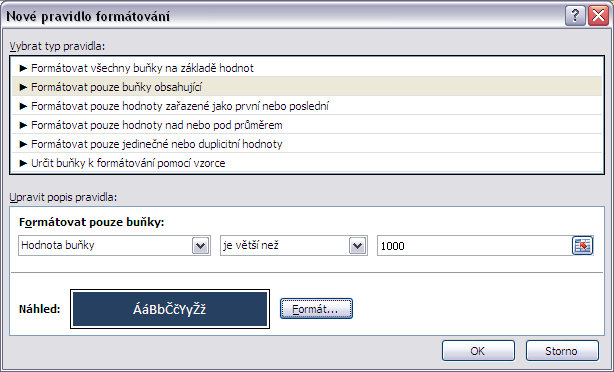 Nové pravidlo formátování
Vybrat typ pravidla:
► Formátovat všechny buňky na základě hodnot
► Formátovat pouze buňky obsahující
► Formátovat pouze hodnoty zařazené jako první nebo poslední
► Formátovat pouze hodnoty nad nebo pod průměrem
► Formátovat pouze jedinečné nebo duplicitní hodnoty
► Určit buňky k formátování pomocí vzorce
Upravit popis pravidla:
Formátovat pouze buňky:
Hodnota buňky je větší než 1000
Náhled: ÁáBbČčYyŽž Formát...
OK Storno